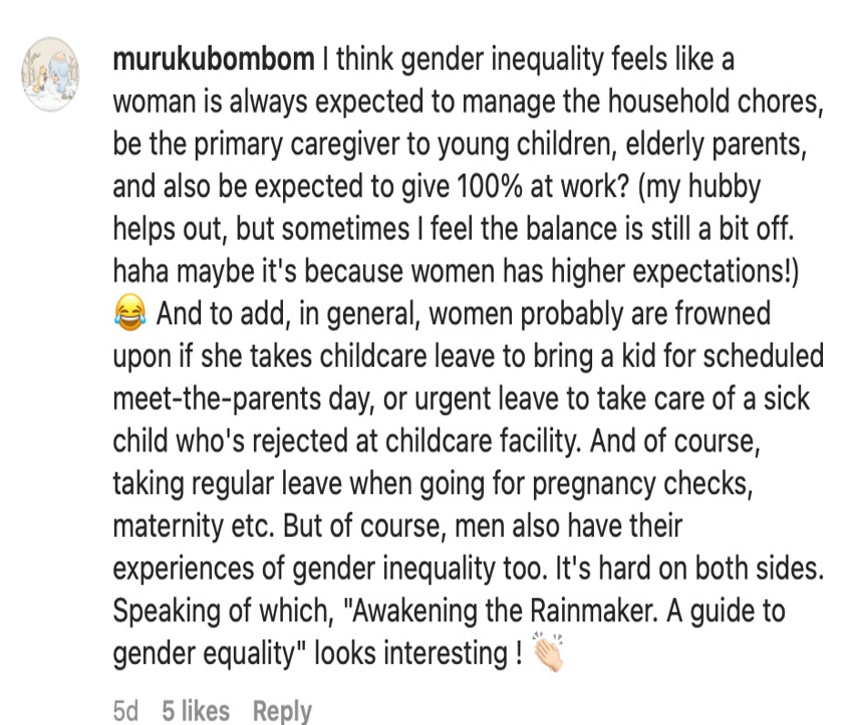 murukubombom I think gender inequality feels like a
woman is always expected to manage the household chores,
be the primary caregiver to young children, elderly parents,
and also be expected to give 100% at work? (my hubby
helps out, but sometimes I feel the balance is still a bit off.
haha maybe it's because women has higher expectations!)
😂 And to add, in general, women probably are frowned
upon if she takes childcare leave to bring a kid for scheduled
meet-the-parents day, or urgent leave to take care of a sick
child who's rejected at childcare facility. And of course,
taking regular leave when going for pregnancy checks,
maternity etc. But of course, men also have their
experiences of gender inequality too. It's hard on both sides.
Speaking of which, "Awakening the Rainmaker. A guide to
gender equality" looks interesting ! 👏🏻
5d 5 likes Reply